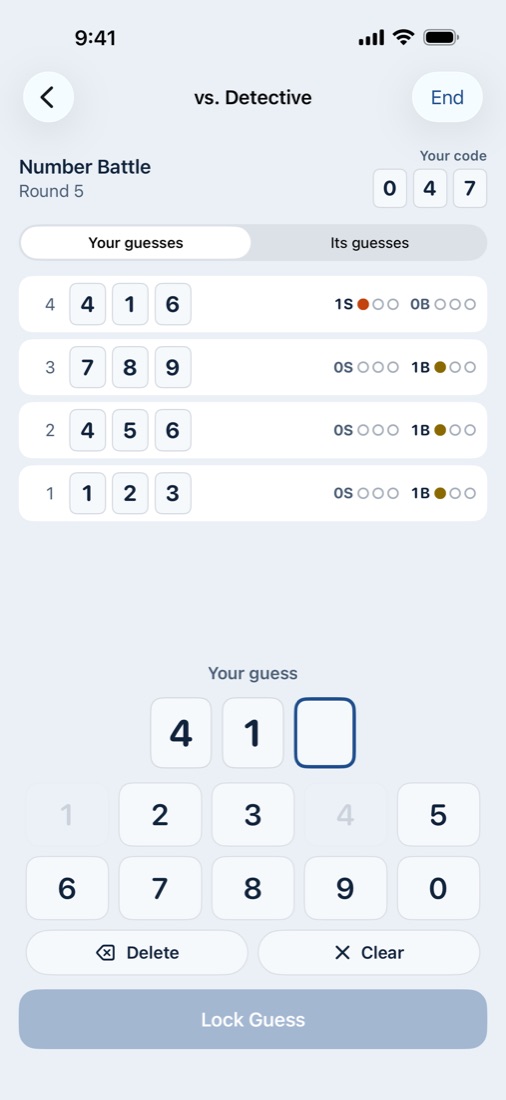 9:41
vs. Detective
End
Number Battle
Round 5
Your code
0 4 7
Your guesses
Its guesses
4 4 1 6 1S 0B
3 7 8 9 0S 1B
2 4 5 6 0S 1B
1 1 2 3 0S 1B
Your guess
4 1
1 2 3 4 5
6 7 8 9 0
Delete
Clear
Lock Guess